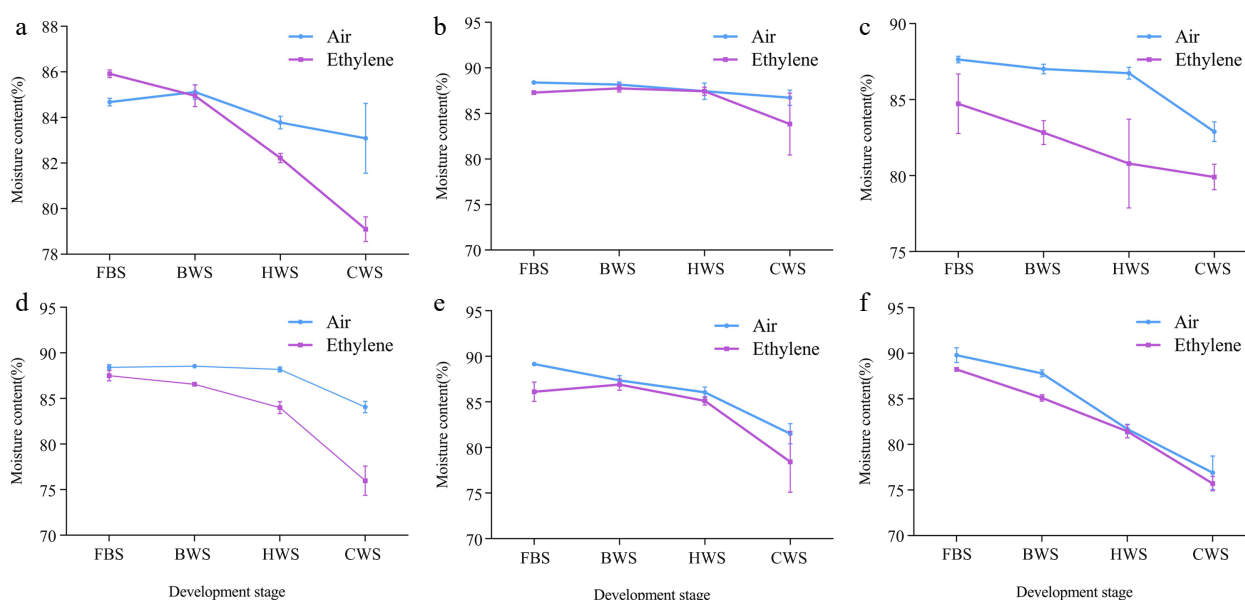 a
Air
Ethylene
Moisture content(%)
88
86
84
82
80
78
FBS
BWS
HWS
CWS
b
Air
Ethylene
Moisture content(%)
95
90
85
80
75
70
FBS
BWS
HWS
CWS
c
Air
Ethylene
Moisture content(%)
90
85
80
75
FBS
BWS
HWS
CWS
d
Air
Ethylene
Moisture content(%)
95
90
85
80
75
70
FBS
BWS
HWS
CWS
Development stage
e
Air
Ethylene
Moisture content(%)
95
90
85
80
75
70
FBS
BWS
HWS
CWS
Development stage
f
Air
Ethylene
Moisture content(%)
95
90
85
80
75
70
FBS
BWS
HWS
CWS
Development stage